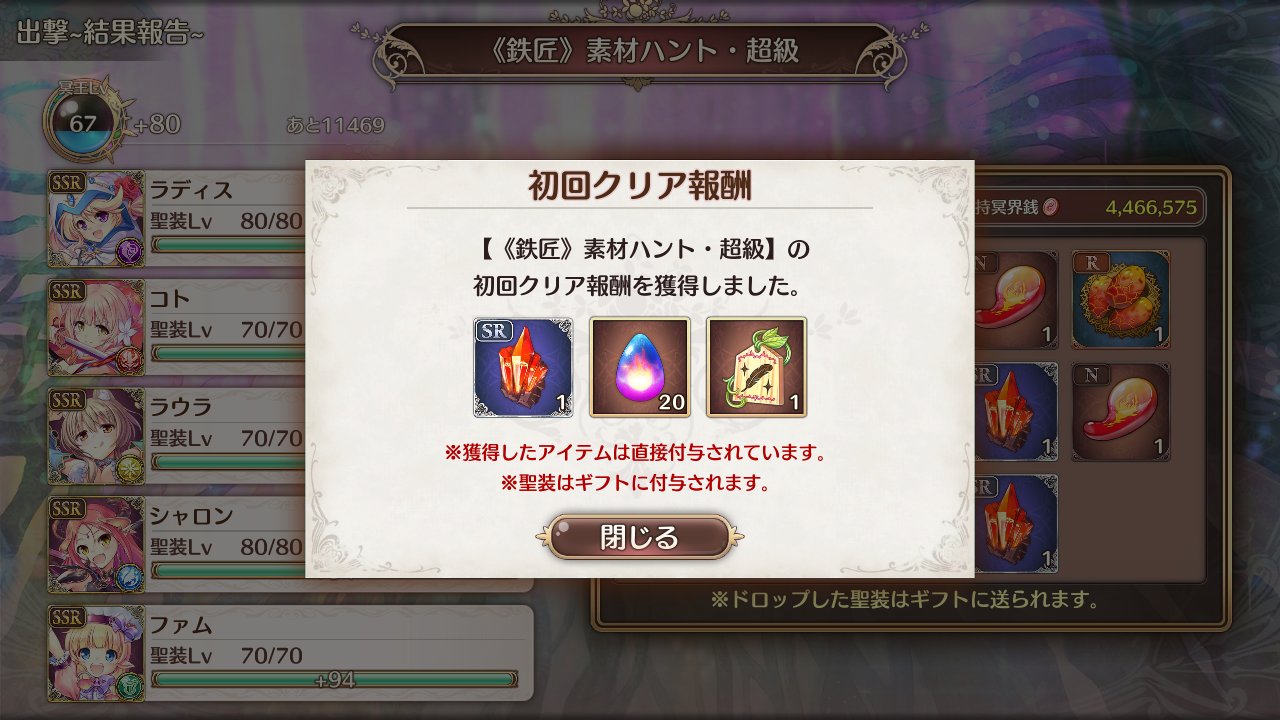 出撃~結果報告~
《鉄匠》素材ハント・超級
冥王Lv
67
+80
あと11469
SSR
ラディス
聖装Lv 80/80
SSR
コト
聖装Lv 70/70
SSR
ラウラ
聖装Lv 70/70
SSR
シャロン
聖装Lv 80/80
SSR
ファム
聖装Lv 70/70
+94
初回クリア報酬
【《鉄匠》素材ハント・超級】の
初回クリア報酬を獲得しました。
SR
1
20
1
※獲得したアイテムは直接付与されています。
※聖装はギフトに付与されます。
閉じる
持冥界銭
4,466,575
N
1
R
1
SR
1
N
1
SR
1
※ドロップした聖装はギフトに送られます。